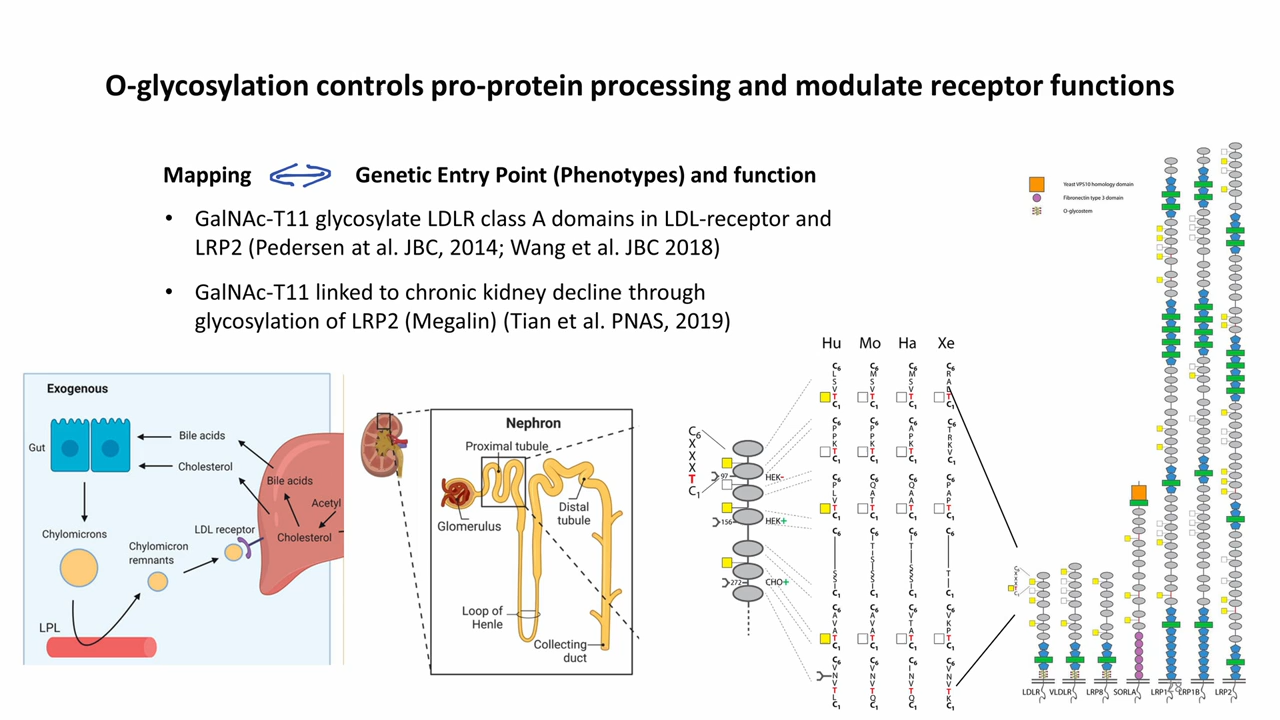 O-glycosylation controls pro-protein processing and modulate receptor functions
Mapping
Genetic Entry Point (Phenotypes) and function
• GalNAc-T11 glycosylate LDLR class A domains in LDL-receptor and
LRP2 (Pedersen at al. JBC, 2014; Wang et al. JBC 2018)
• GalNAc-T11 linked to chronic kidney decline through
glycosylation of LRP2 (Megalin) (Tian et al. PNAS, 2019)
Exogenous
Gut
Bile acids
Cholesterol
Bile acids
Acetyl
Cholesterol
LDL receptor
Chylomicrons
Chylomicron
remnants
LPL
Nephron
Proximal tubule
Glomerulus
Distal
tubule
Loop of
Henle
Collecting
duct
C6
X
X
X
T
C1
97
HEK-
156
HEK+
272
CHO+
Hu Mo Ha Xe
Yeast VPS10 homology domain
Fibronectin type 3 domain
O-glycostem
LDLR VLDLR LRP8 SORLA LRP1 LRP1B LRP2